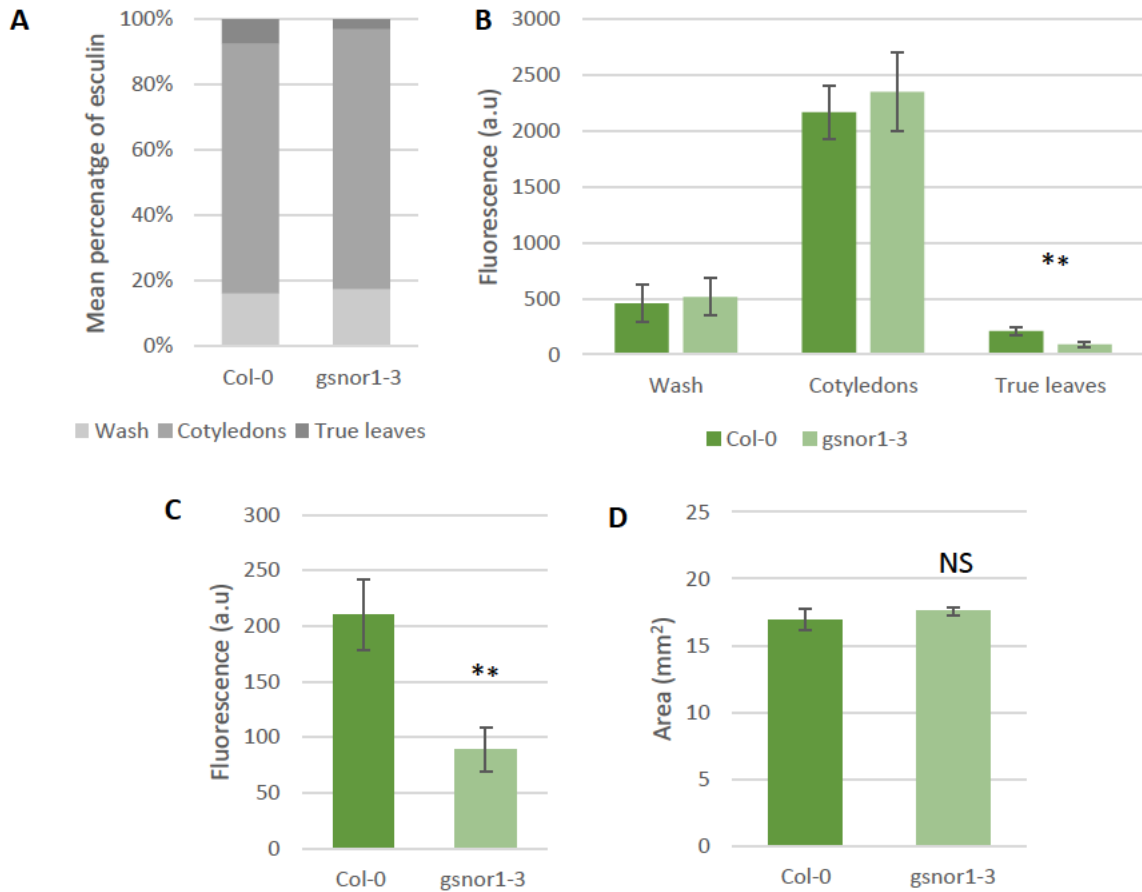 A
Mean percenatge of esculin
100%
80%
60%
40%
20%
0%
Col-0 gsnor1-3
Wash Cotyledons True leaves
B
Fluorescence (a.u)
3000
2500
2000
1500
1000
500
0
**
Wash Cotyledons True leaves
Col-0 gsnor1-3
C
Fluorescence (a.u)
300
250
200
150
100
50
0
**
Col-0 gsnor1-3
D
Area (mm²)
25
20
15
10
5
0
NS
Col-0 gsnor1-3